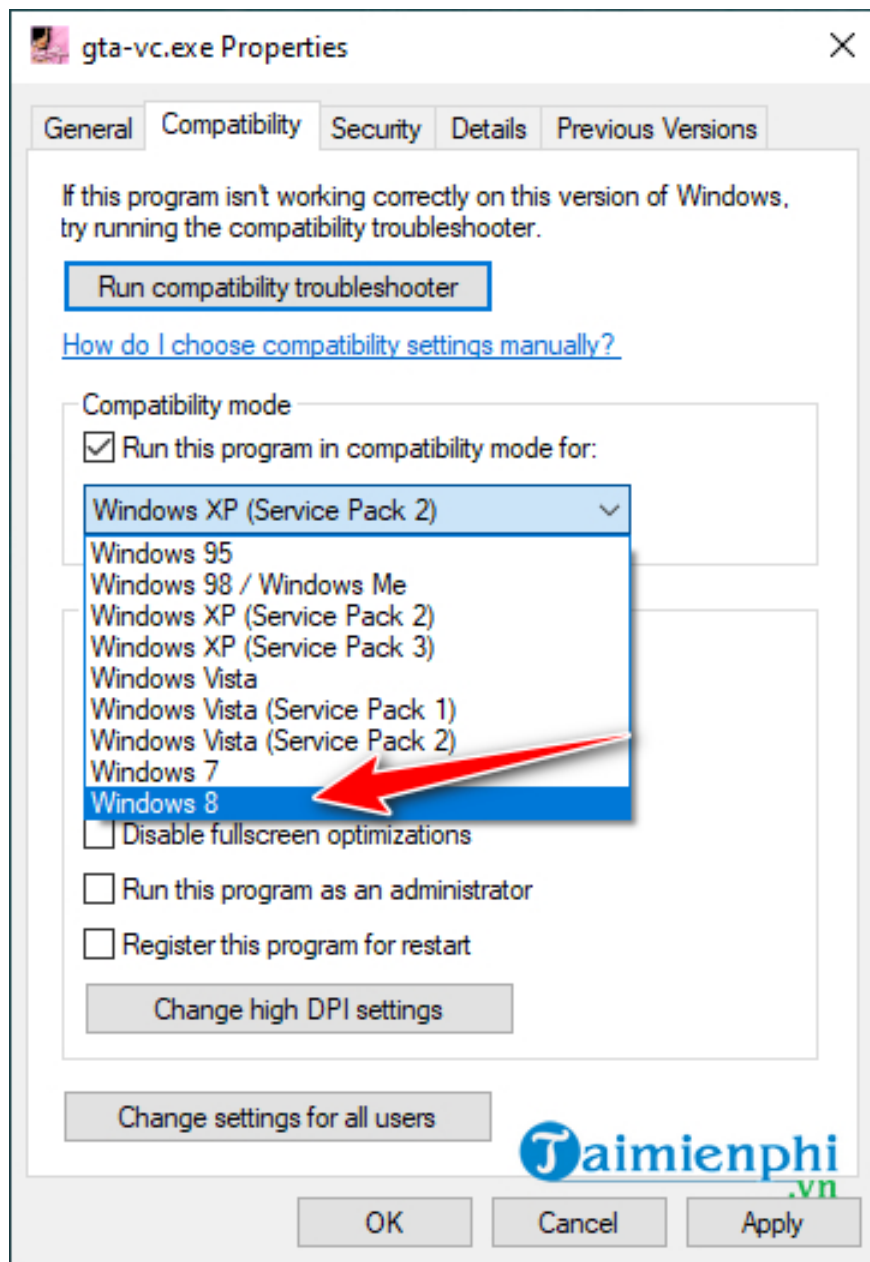 gta-vc.exe Properties
General Compatibility Security Details Previous Versions
If this program isn't working correctly on this version of Windows,
try running the compatibility troubleshooter.
Run compatibility troubleshooter
How do I choose compatibility settings manually?
Compatibility mode
Run this program in compatibility mode for:
Windows XP (Service Pack 2)
Windows 95
Windows 98 / Windows Me
Windows XP (Service Pack 2)
Windows XP (Service Pack 3)
Windows Vista
Windows Vista (Service Pack 1)
Windows Vista (Service Pack 2)
Windows 7
Windows 8
Disable fullscreen optimizations
Run this program as an administrator
Register this program for restart
Change high DPI settings
Change settings for all users
Taimienphi
.vn
OK Cancel Apply